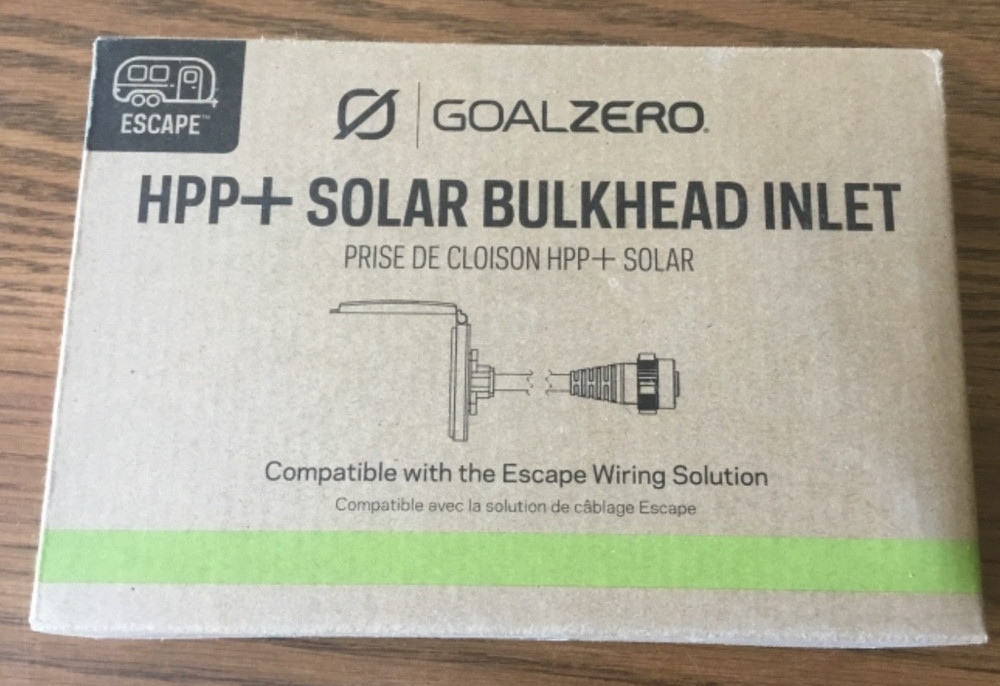 ESCAPE™
GOALZERO.
HPP+ SOLAR BULKHEAD INLET
PRISE DE CLOISON HPP+ SOLAR
Compatible with the Escape Wiring Solution
Compatible avec la solution de câblage Escape